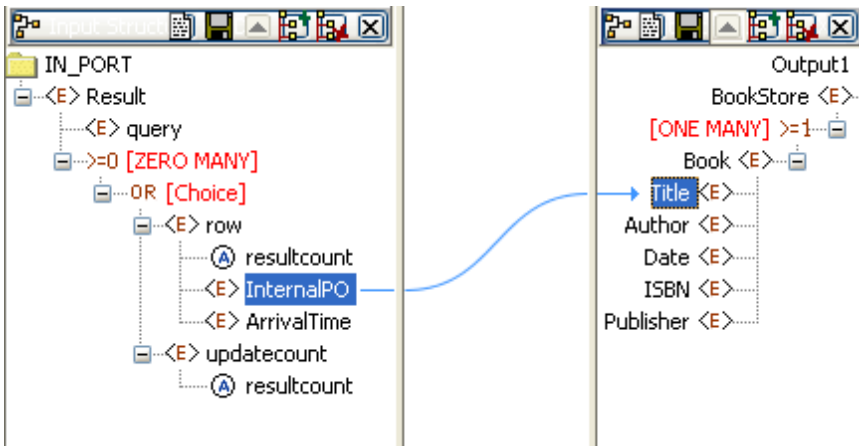 Input Struct
IN_PORT
<E> Result
<E> query
>=0 [ZERO MANY]
OR [Choice]
<E> row
A resultcount
<E> InternalPO
<E> ArrivalTime
<E> updatecount
A resultcount
Output1
BookStore <E>
[ONE MANY] >=1
Book <E>
Title <E>
Author <E>
Date <E>
ISBN <E>
Publisher <E>